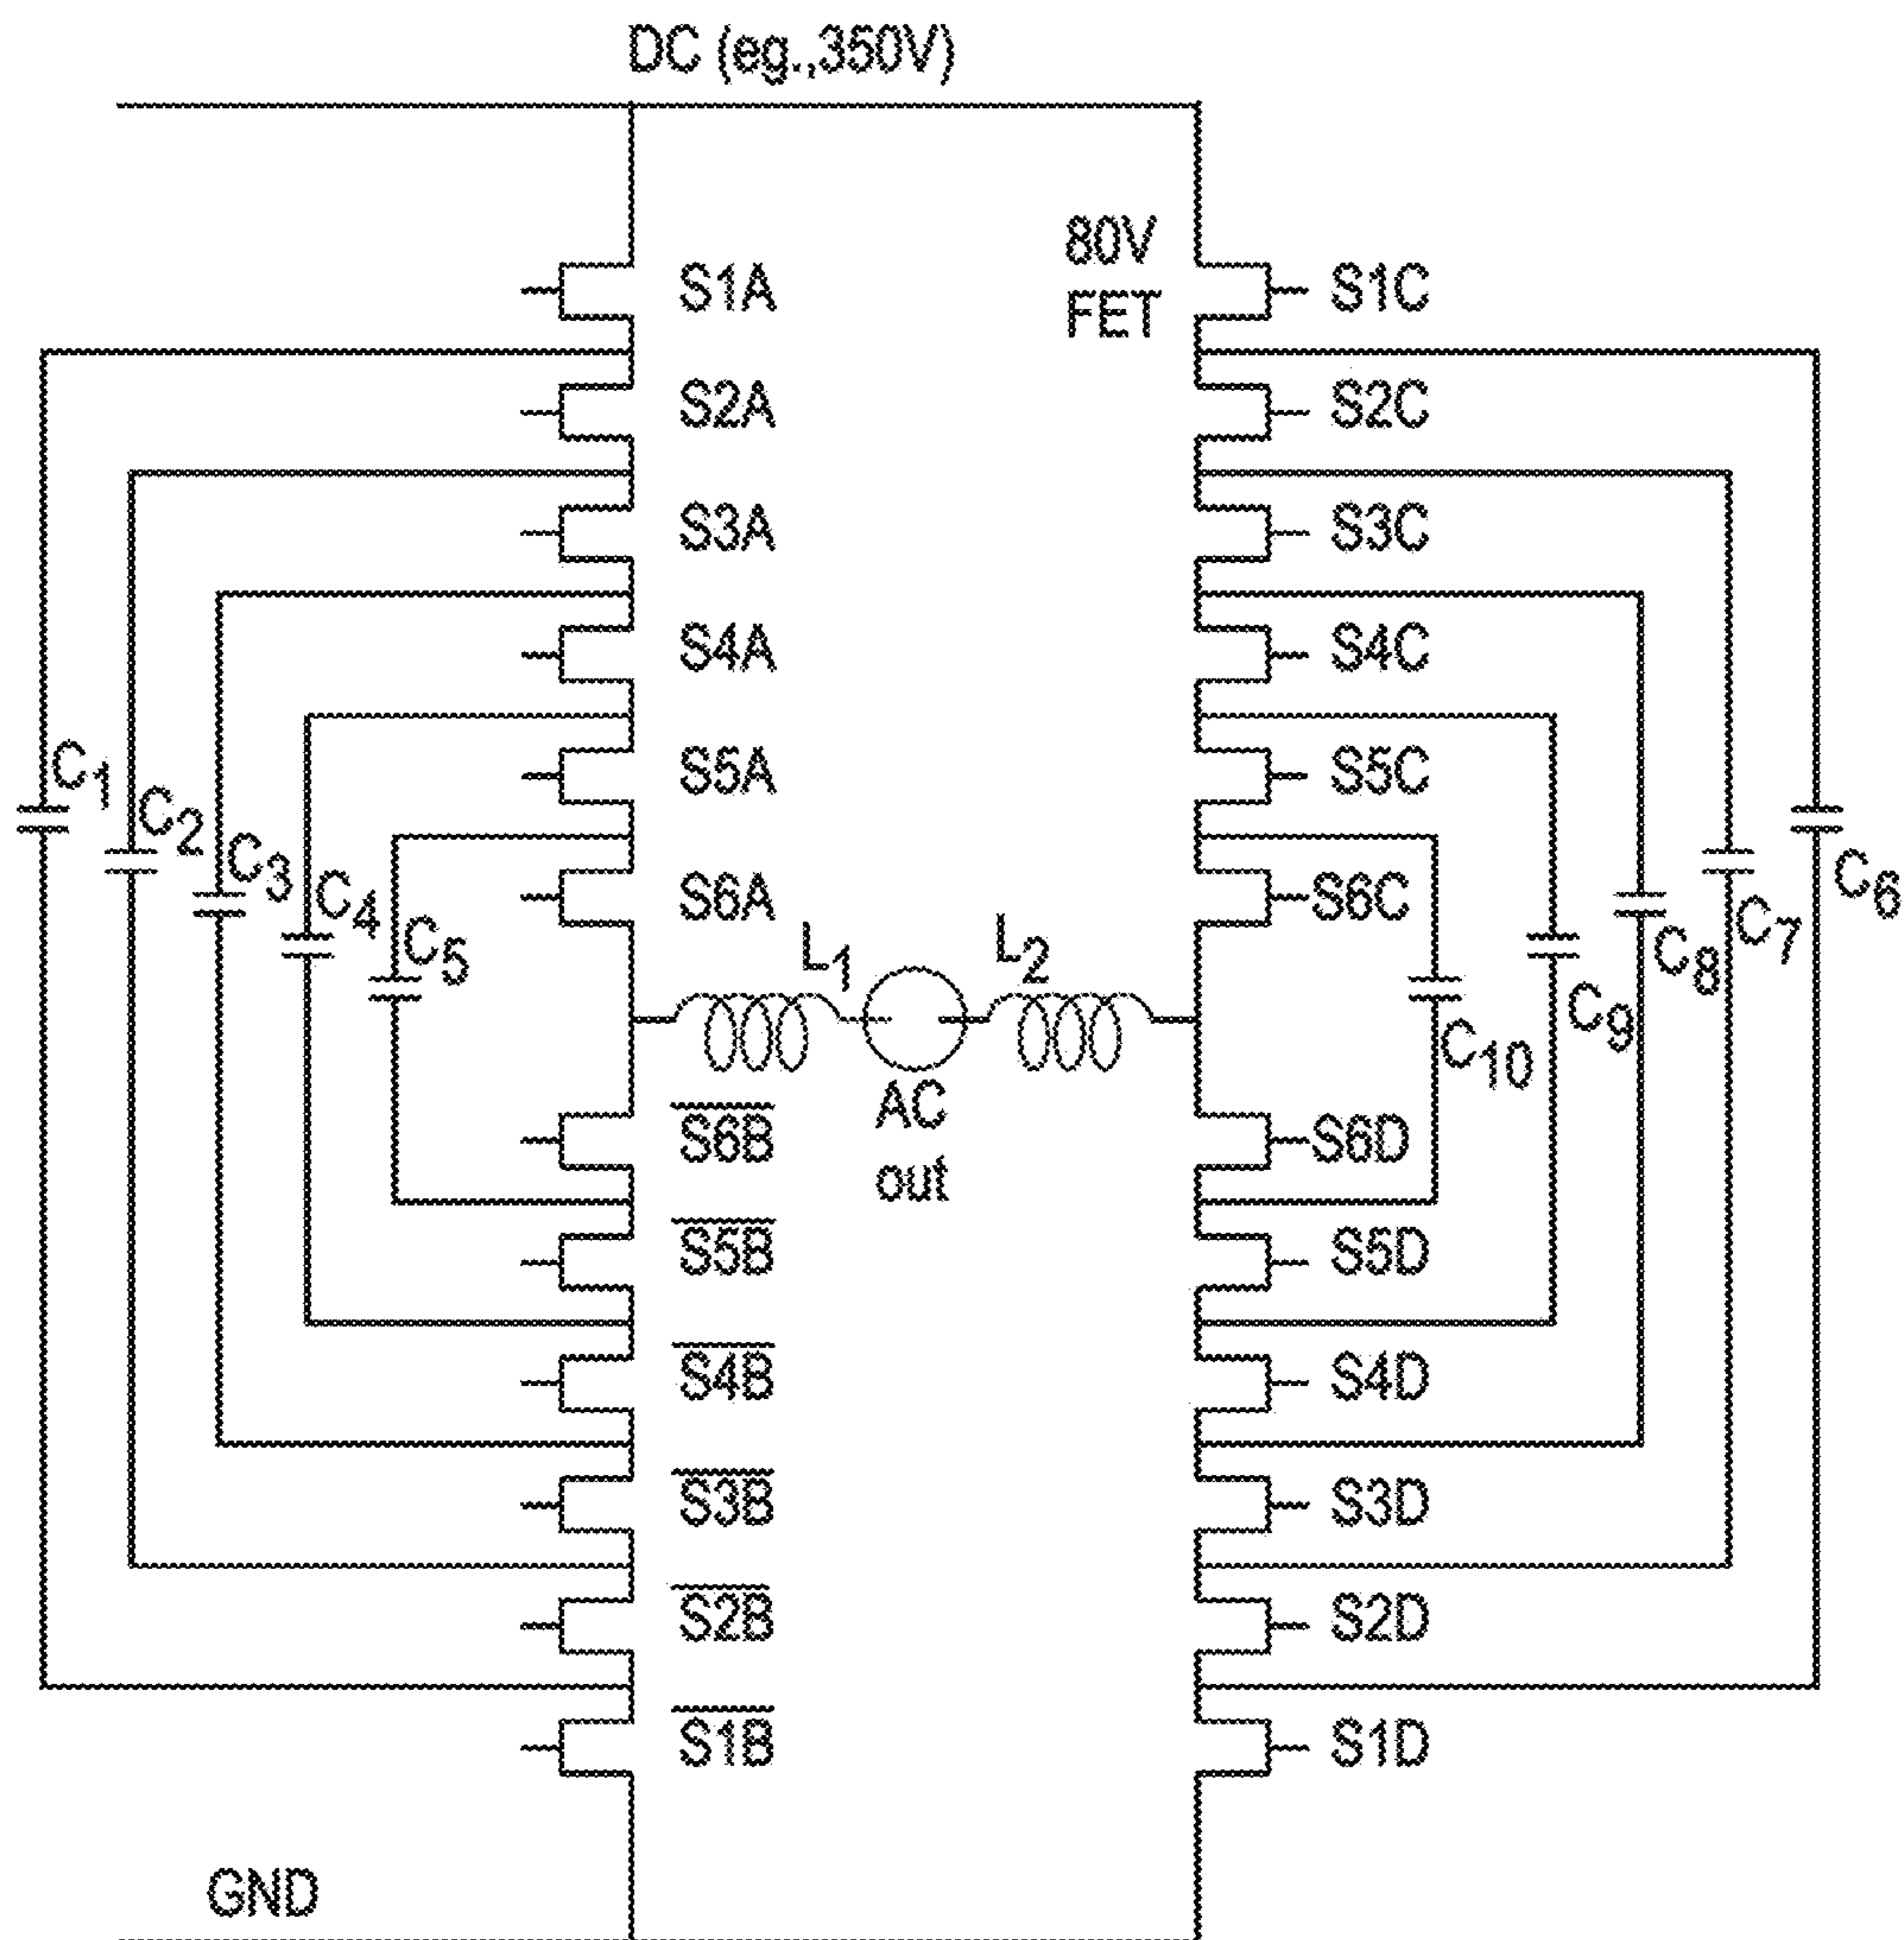 DC (eg.,350V)
80V
FET
S1A
S1C
S2A
S2C
S3A
S3C
S4A
S4C
C1
S5A
S5C
C2
C3
C4
S6A
S6C
C6
C5
L1
L2
C7
C8
C9
C10
AC
out
S6B
S6D
S5B
S5D
S4B
S4D
S3B
S3D
S2B
S2D
S1B
S1D
GND